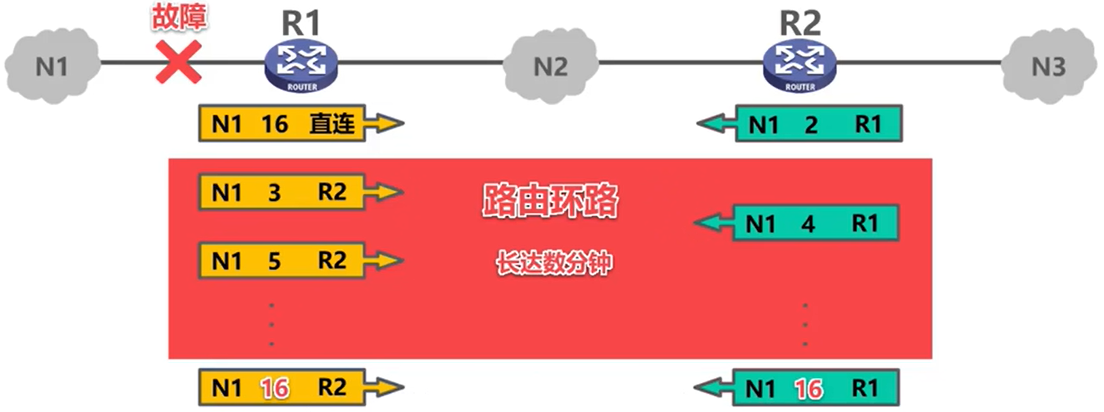 故障
R1
R2
N1
N2
N3
ROUTER
ROUTER
N1 16 直连
N1 2 R1
N1 3 R2
路由环路
N1 4 R1
N1 5 R2
长达数分钟
N1 16 R2
N1 16 R1